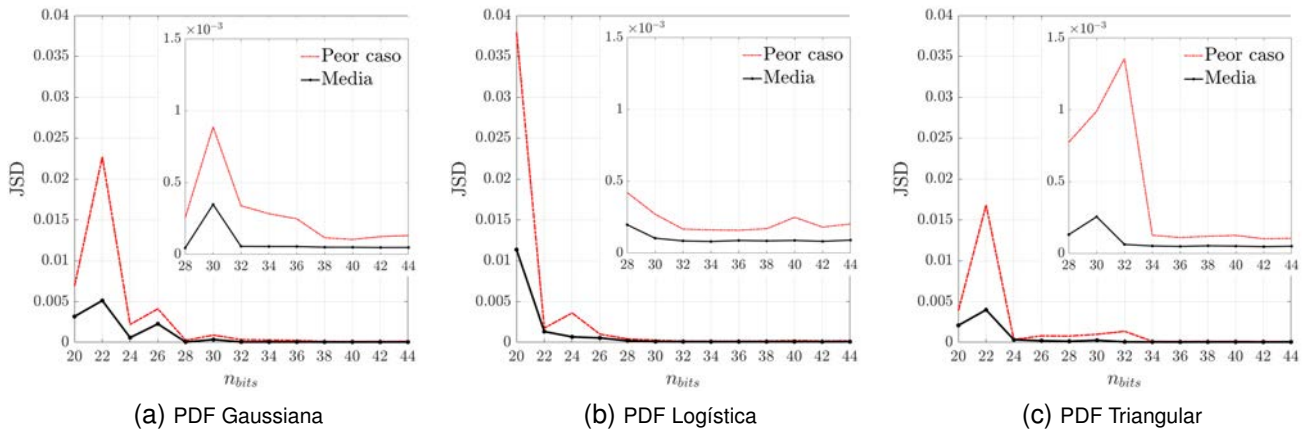 JSD
0.04
0.035
0.03
0.025
0.02
0.015
0.01
0.005
0
20 22 24 26 28 30 32 34 36 38 40 42 44
n_bits
×10⁻³
1.5
1
0.5
0
28 30 32 34 36 38 40 42 44
Peor caso
Media
(a) PDF Gaussiana
JSD
0.04
0.035
0.03
0.025
0.02
0.015
0.01
0.005
0
20 22 24 26 28 30 32 34 36 38 40 42 44
n_bits
×10⁻³
1.5
1
0.5
0
28 30 32 34 36 38 40 42 44
Peor caso
Media
(b) PDF Logística
JSD
0.04
0.035
0.03
0.025
0.02
0.015
0.01
0.005
0
20 22 24 26 28 30 32 34 36 38 40 42 44
n_bits
×10⁻³
1.5
1
0.5
0
28 30 32 34 36 38 40 42 44
Peor caso
Media
(c) PDF Triangular